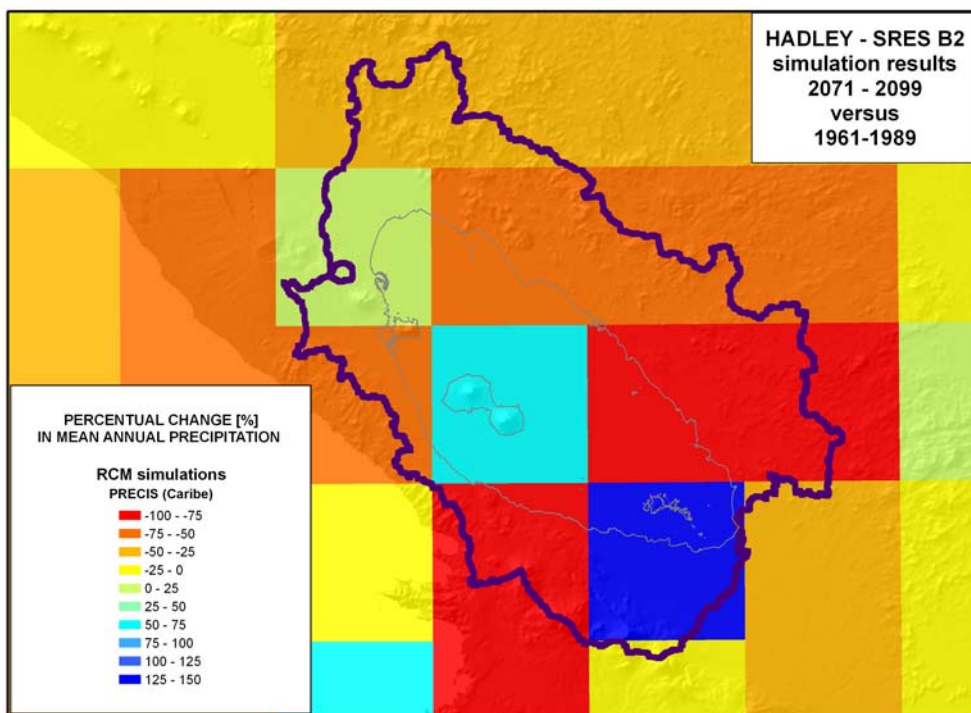 HADLEY - SRES B2
simulation results
2071 - 2099
versus
1961-1989
PERCENTUAL CHANGE [%]
IN MEAN ANNUAL PRECIPITATION
RCM simulations
PRECIS (Caribe)
-100 - -75
-75 - -50
-50 - -25
-25 - 0
0 - 25
25 - 50
50 - 75
75 - 100
100 - 125
125 - 150